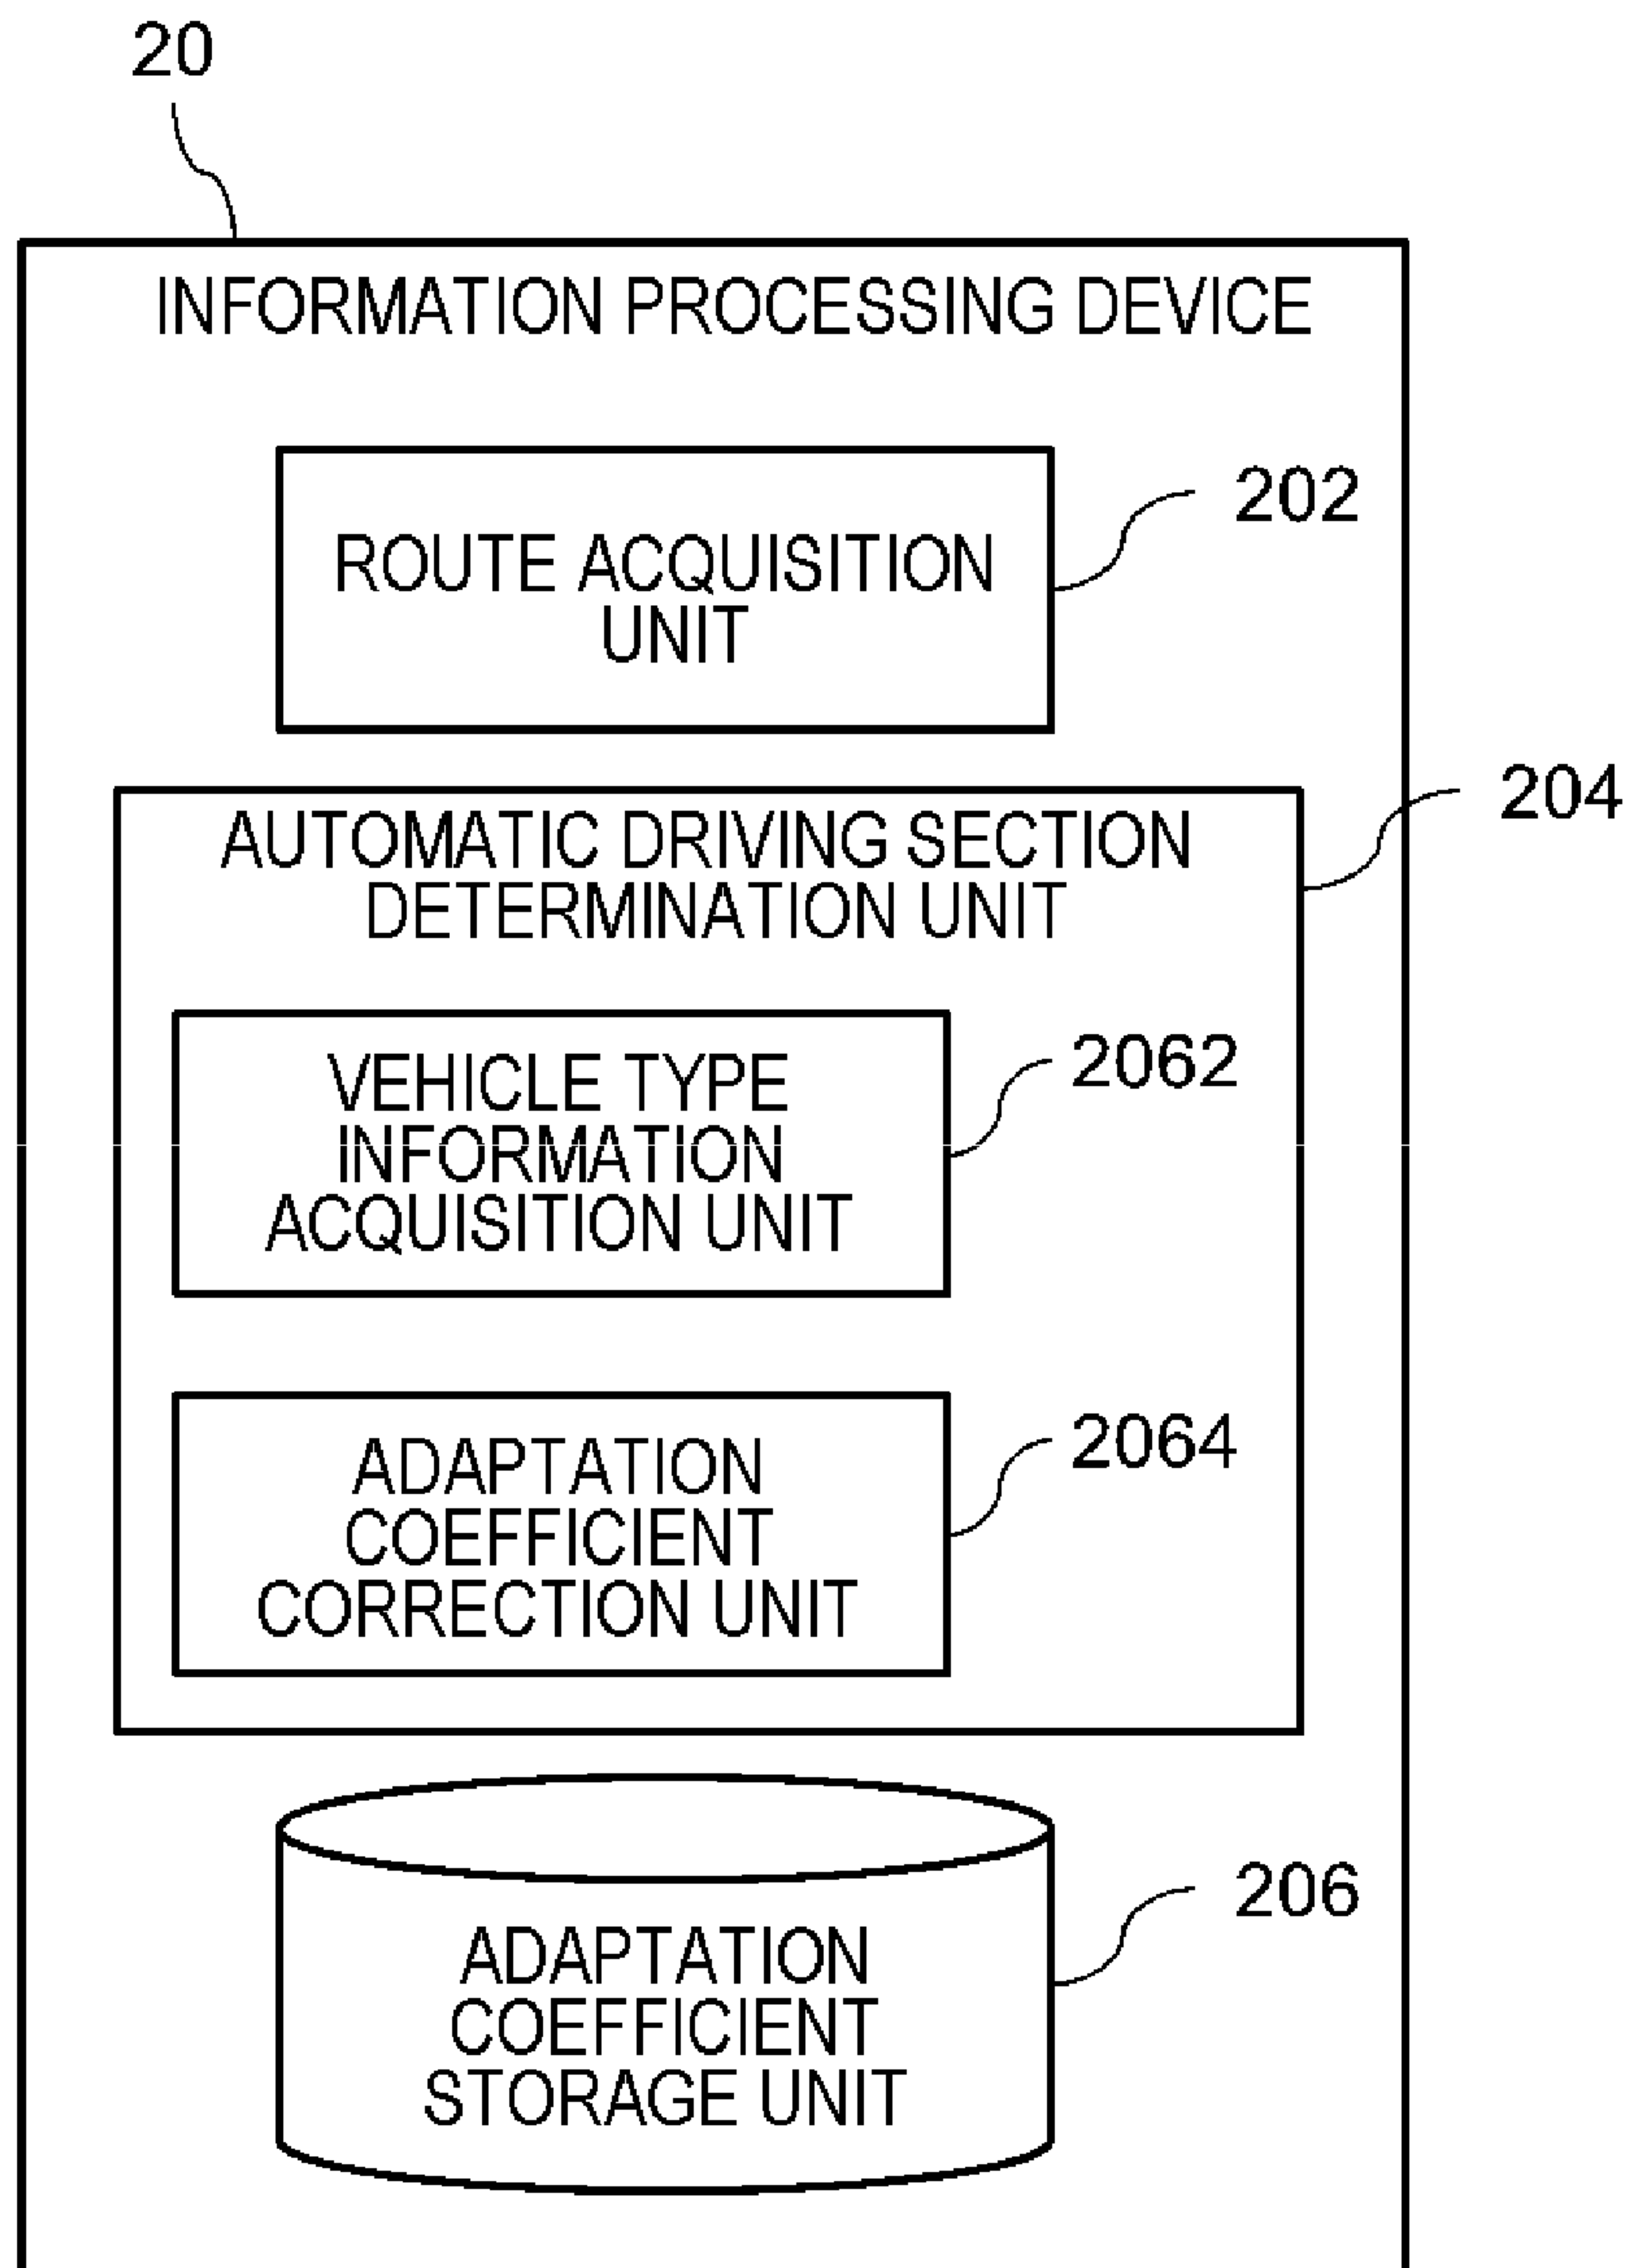 20
INFORMATION PROCESSING DEVICE
202
ROUTE ACQUISITION
UNIT
204
AUTOMATIC DRIVING SECTION
DETERMINATION UNIT
2062
VEHICLE TYPE
INFORMATION
ACQUISITION UNIT
2064
ADAPTATION
COEFFICIENT
CORRECTION UNIT
206
ADAPTATION
COEFFICIENT
STORAGE UNIT